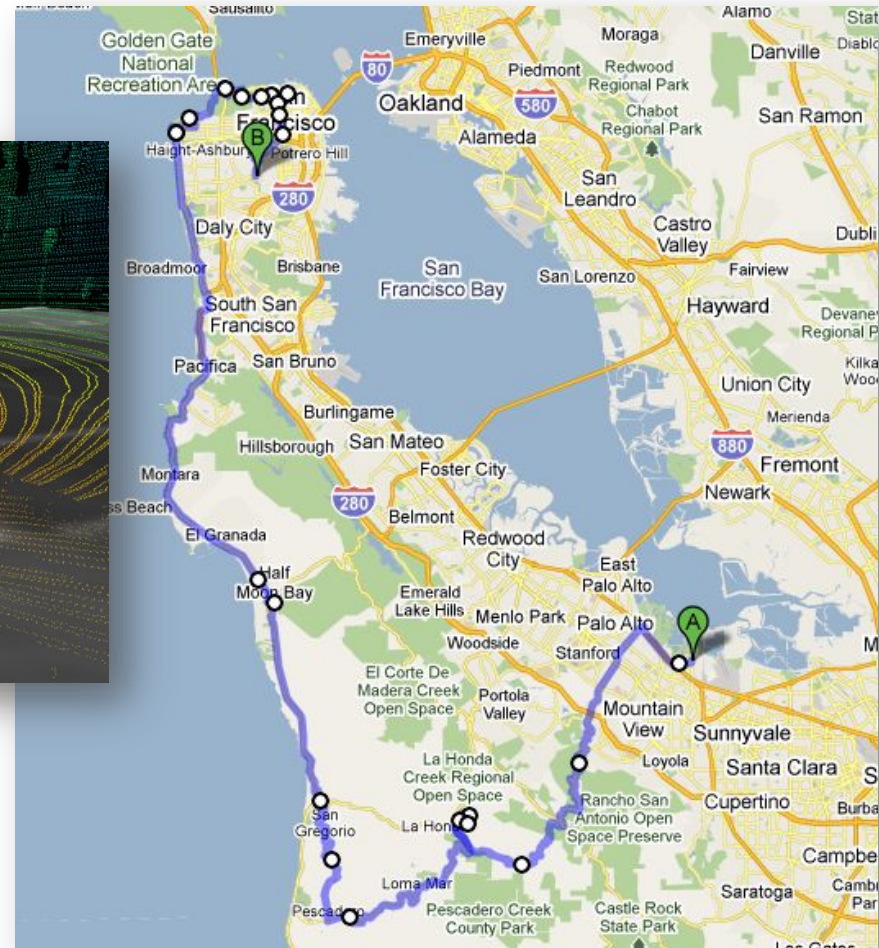 Sausalito
Alamo
Golden Gate
National
Recreation Are
Emeryville
Moraga
Danville
80
Piedmont
Redwood
Regional Park
Oakland
580
Chabot
Regional Park
San Ramon
Francisco
Alameda
Haight-Ashbury
B
Potrero Hill
San
Leandro
280
Daly City
Castro
Valley
Dubli
Broadmoor
Brisbane
San
Francisco Bay
San Lorenzo
Fairview
South San
Francisco
Hayward
Pacifica
San Bruno
Union City
Burlingame
Merienda
Hillsborough
San Mateo
880
Fremont
Montara
Foster City
280
Newark
ss Beach
Belmont
El Granada
Redwood
City
Half
Moon Bay
East
Palo Alto
Emerald
Lake Hills
Menlo Park
Palo Alto
A
Woodside
Stanford
El Corte De
Madera Creek
Open Space
Portola
Valley
Mountain
View
Sunnyvale
La Honda
Creek Regional
Open Space
Loyola
Santa Clara
Rancho San
Antonio Open
Space Preserve
Cupertino
Burba
San
Gregorio
La Hon
Campbe
Loma Mar
Saratoga
Pescadero Creek
County Park
Castle Rock
State Park